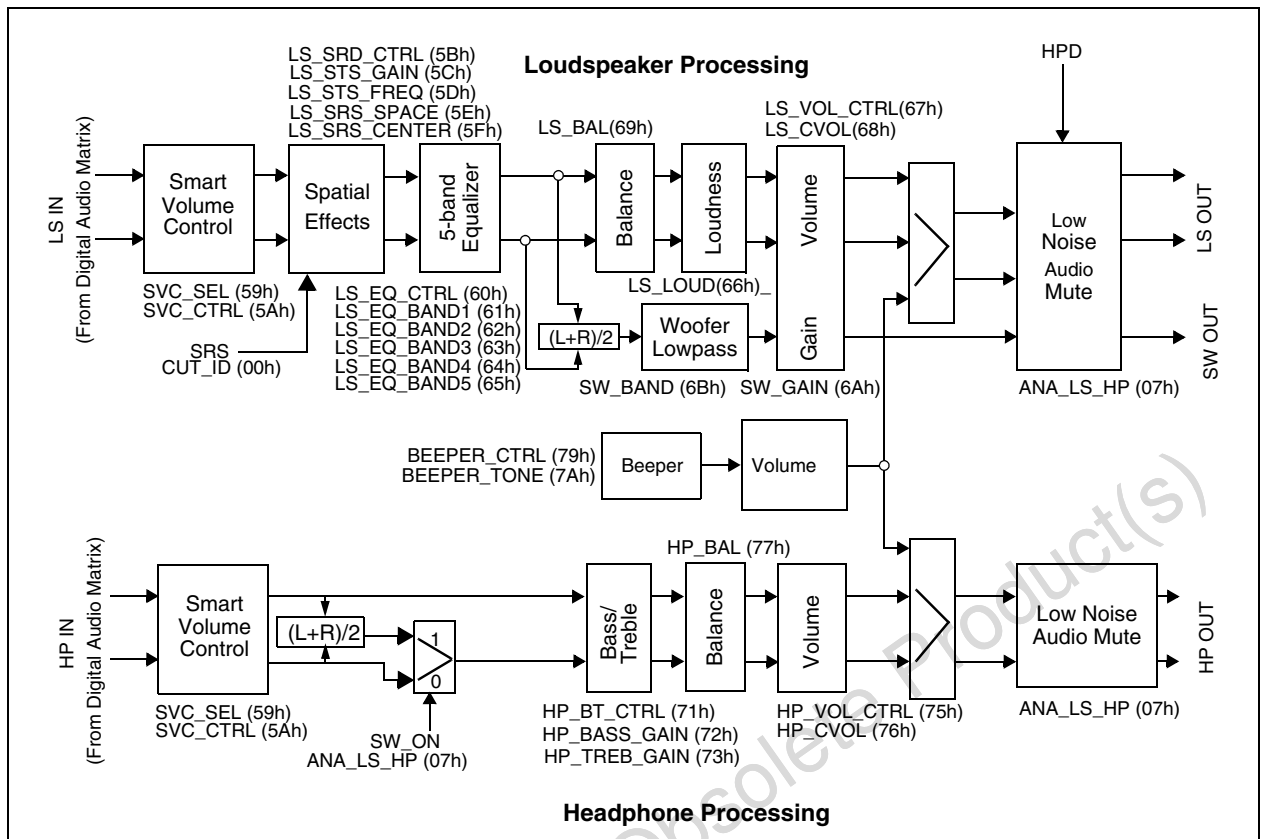 Loudspeaker Processing
HPD
LS_SRD_CTRL (5Bh)
LS_STS_GAIN (5Ch)
LS_STS_FREQ (5Dh)
LS_SRS_SPACE (5Eh)
LS_SRS_CENTER (5Fh)
LS_BAL(69h)
LS_VOL_CTRL(67h)
LS_CVOL(68h)
LS IN
(From Digital Audio Matrix)
Smart
Volume
Control
Spatial
Effects
5-band
Equalizer
Balance
Loudness
Volume
Gain
Low
Noise
Audio
Mute
LS OUT
SW OUT
SVC_SEL (59h)
SVC_CTRL (5Ah)
SRS
CUT_ID (00h)
LS_EQ_CTRL (60h)
LS_EQ_BAND1 (61h)
LS_EQ_BAND2 (62h)
LS_EQ_BAND3 (63h)
LS_EQ_BAND4 (64h)
LS_EQ_BAND5 (65h)
LS_LOUD(66h)_
(L+R)/2
Woofer
Lowpass
SW_BAND (6Bh)
SW_GAIN (6Ah)
ANA_LS_HP (07h)
BEEPER_CTRL (79h)
BEEPER_TONE (7Ah)
Beeper
Volume
HP IN
(From Digital Audio Matrix)
Smart
Volume
Control
(L+R)/2
1
0
HP_BAL (77h)
Bass/
Treble
Balance
Volume
Low Noise
Audio Mute
HP OUT
SVC_SEL (59h)
SVC_CTRL (5Ah)
SW_ON
ANA_LS_HP (07h)
HP_BT_CTRL (71h)
HP_BASS_GAIN (72h)
HP_TREB_GAIN (73h)
HP_VOL_CTRL (75h)
HP_CVOL (76h)
ANA_LS_HP (07h)
Headphone Processing
Obsolete Product(s)